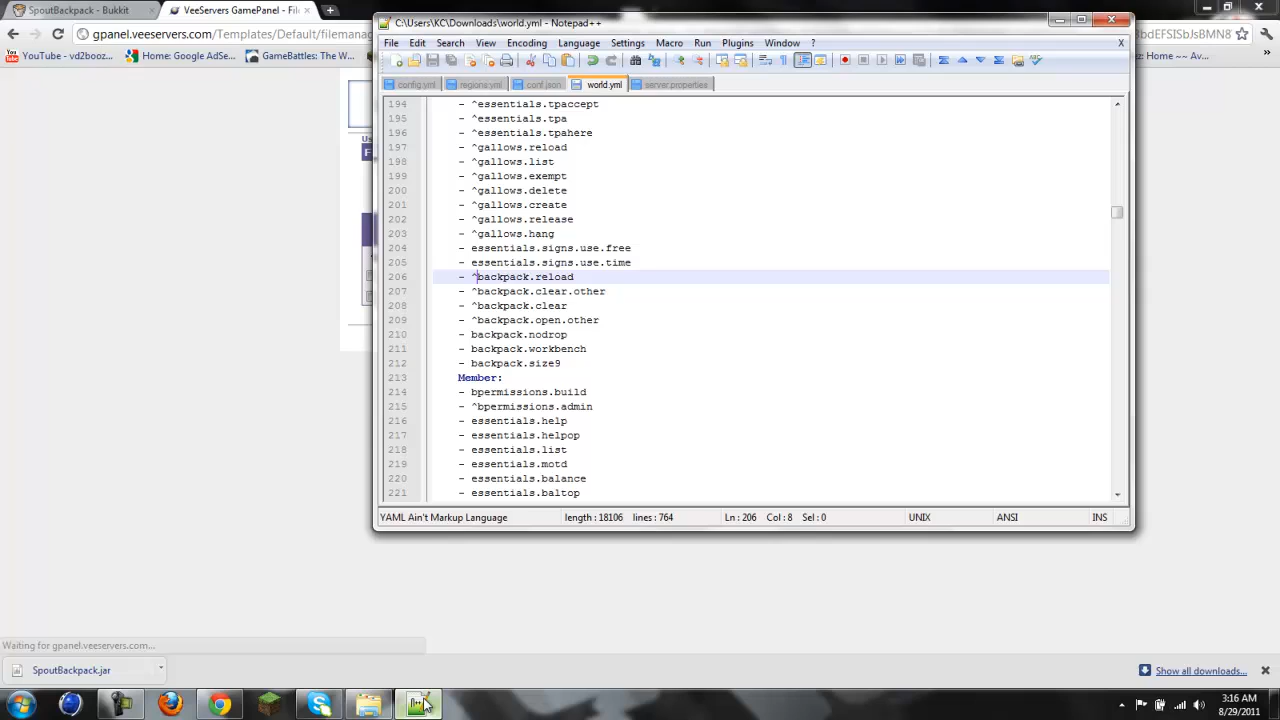 SpoutBackpack - Bukkit
VeeServers GamePanel - Fil
C:\Users\KC\Downloads\world.yml - Notepad++
gpanel.veeservers.com/Templates/Default/filemanag
YouTube - vd2b00z...
Home: Google AdSe...
GameBattles: The W...
File Edit Search View Encoding Language Settings Macro Run Plugins Window ? X
config.yml regions.yml conf.json world.yml server.properties
194 - ^essentials.tpaccept
195 - ^essentials.tpa
196 - ^essentials.tpahere
197 - ^gallows.reload
198 - ^gallows.list
199 - ^gallows.exempt
200 - ^gallows.delete
201 - ^gallows.create
202 - ^gallows.release
203 - ^gallows.hang
204 - essentials.signs.use.free
205 - essentials.signs.use.time
206 - ^backpack.reload
207 - ^backpack.clear.other
208 - ^backpack.clear
209 - ^backpack.open.other
210 - backpack.nodrop
211 - backpack.workbench
212 - backpack.size9
213 Member:
214 - bpermissions.build
215 - ^bpermissions.admin
216 - essentials.help
217 - essentials.helpop
218 - essentials.list
219 - essentials.motd
220 - essentials.balance
221 - essentials.baltop
YAML Ain't Markup Language length : 18106 lines : 764 Ln : 206 Col : 8 Sel : 0 UNIX ANSI INS
Home ~~ Av...
Waiting for gpanel.veeservers.com...
SpoutBackpack.jar
Show all downloads...
3:16 AM
8/29/2011